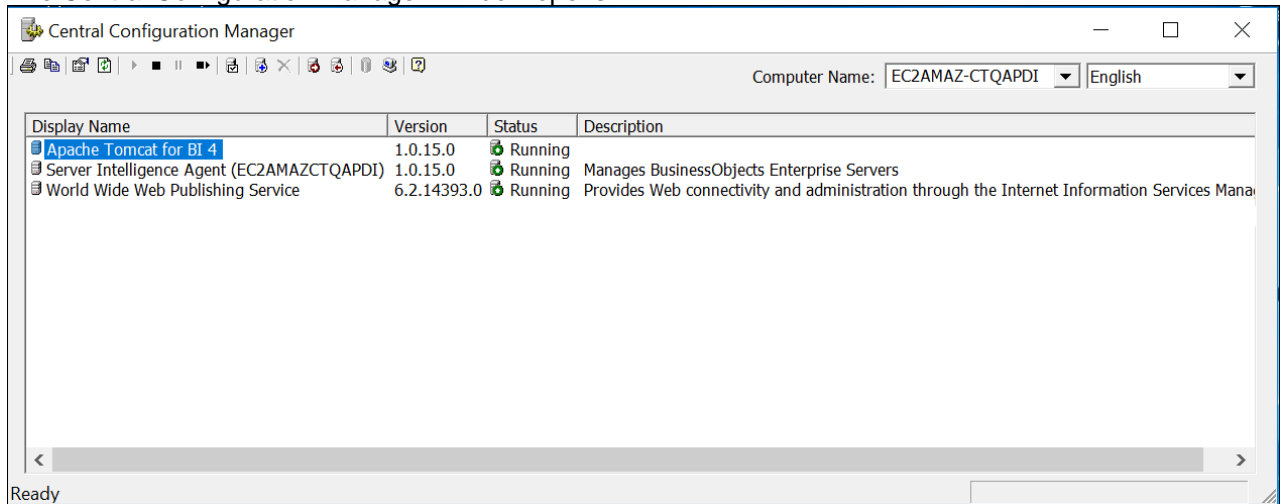 Central Configuration Manager
Computer Name: EC2AMAZ-CTQAPDI English
Display Name Version Status Description
Apache Tomcat for BI 4 1.0.15.0 Running
Server Intelligence Agent (EC2AMAZCTQAPDI) 1.0.15.0 Running Manages BusinessObjects Enterprise Servers
World Wide Web Publishing Service 6.2.14393.0 Running Provides Web connectivity and administration through the Internet Information Services Mana
Ready